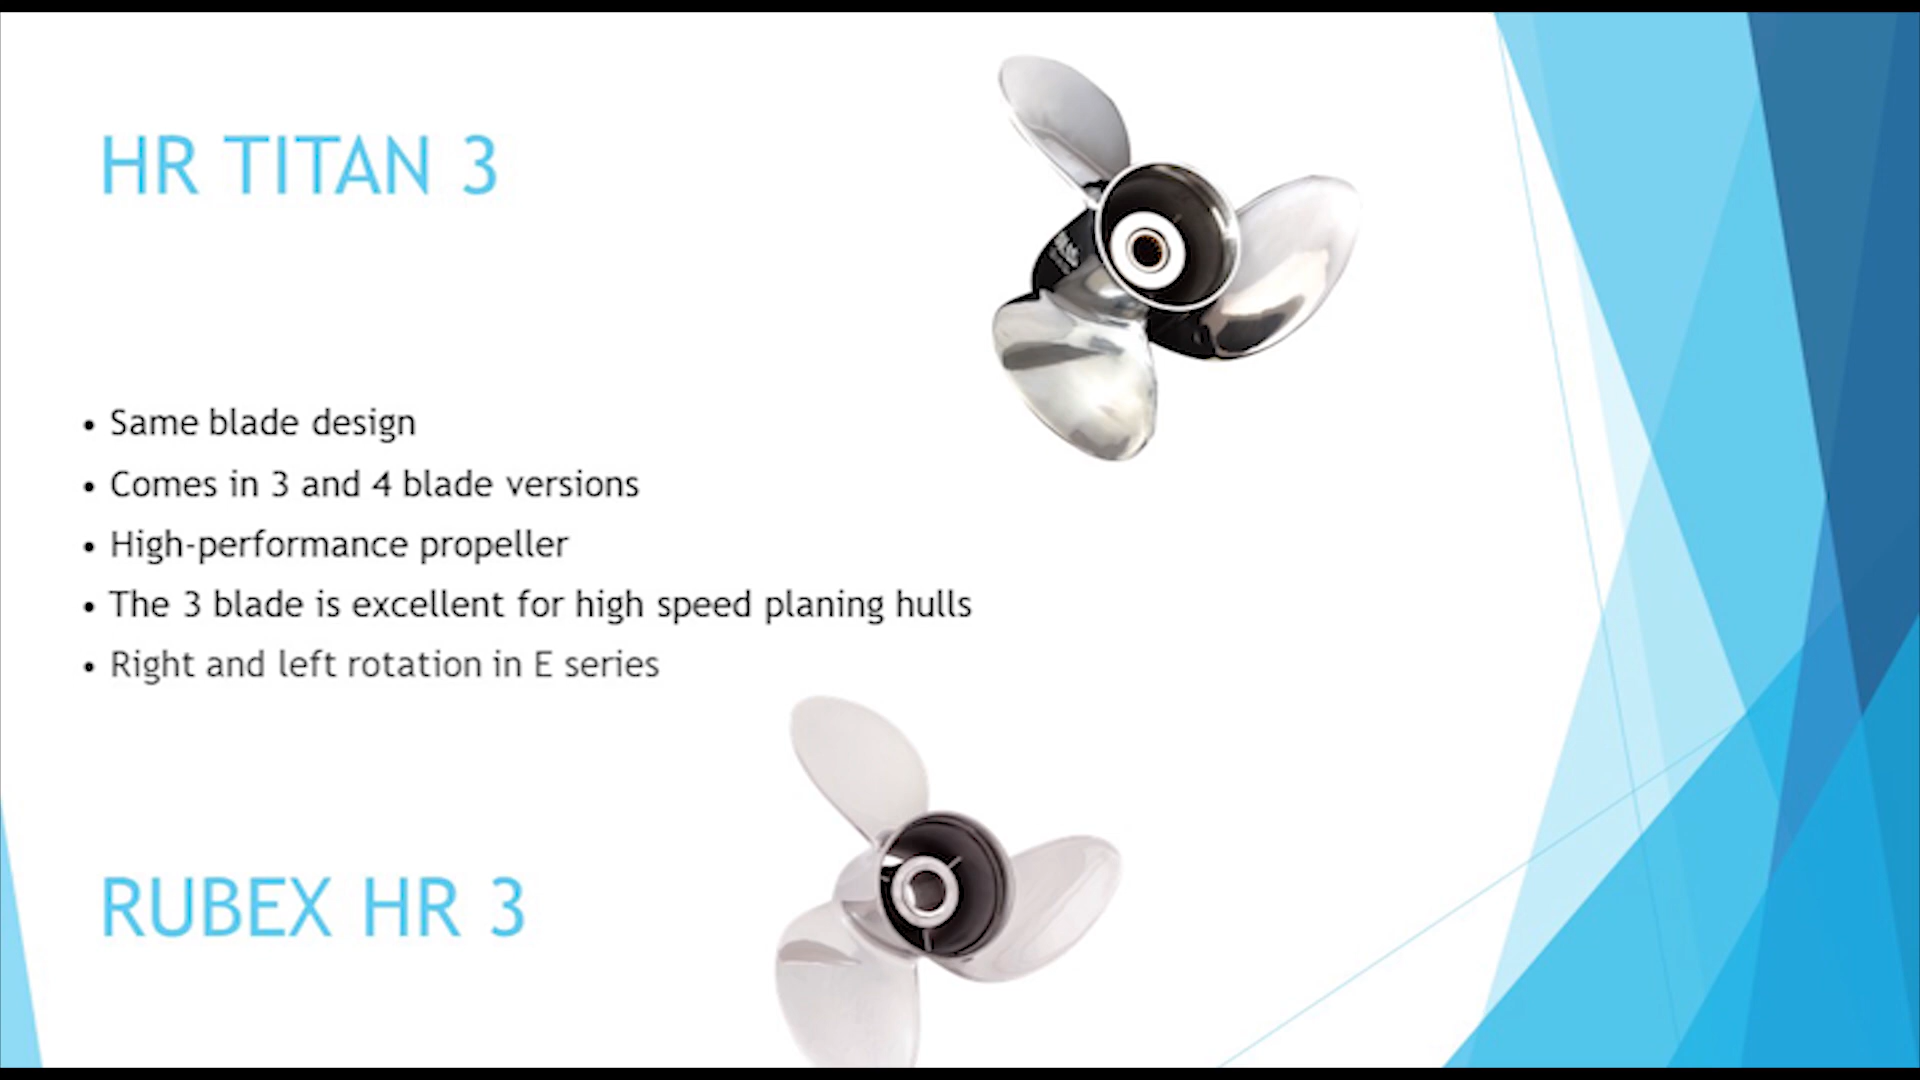 HR TITAN 3
• Same blade design
• Comes in 3 and 4 blade versions
• High-performance propeller
• The 3 blade is excellent for high speed planing hulls
• Right and left rotation in E series
RUBEX HR 3